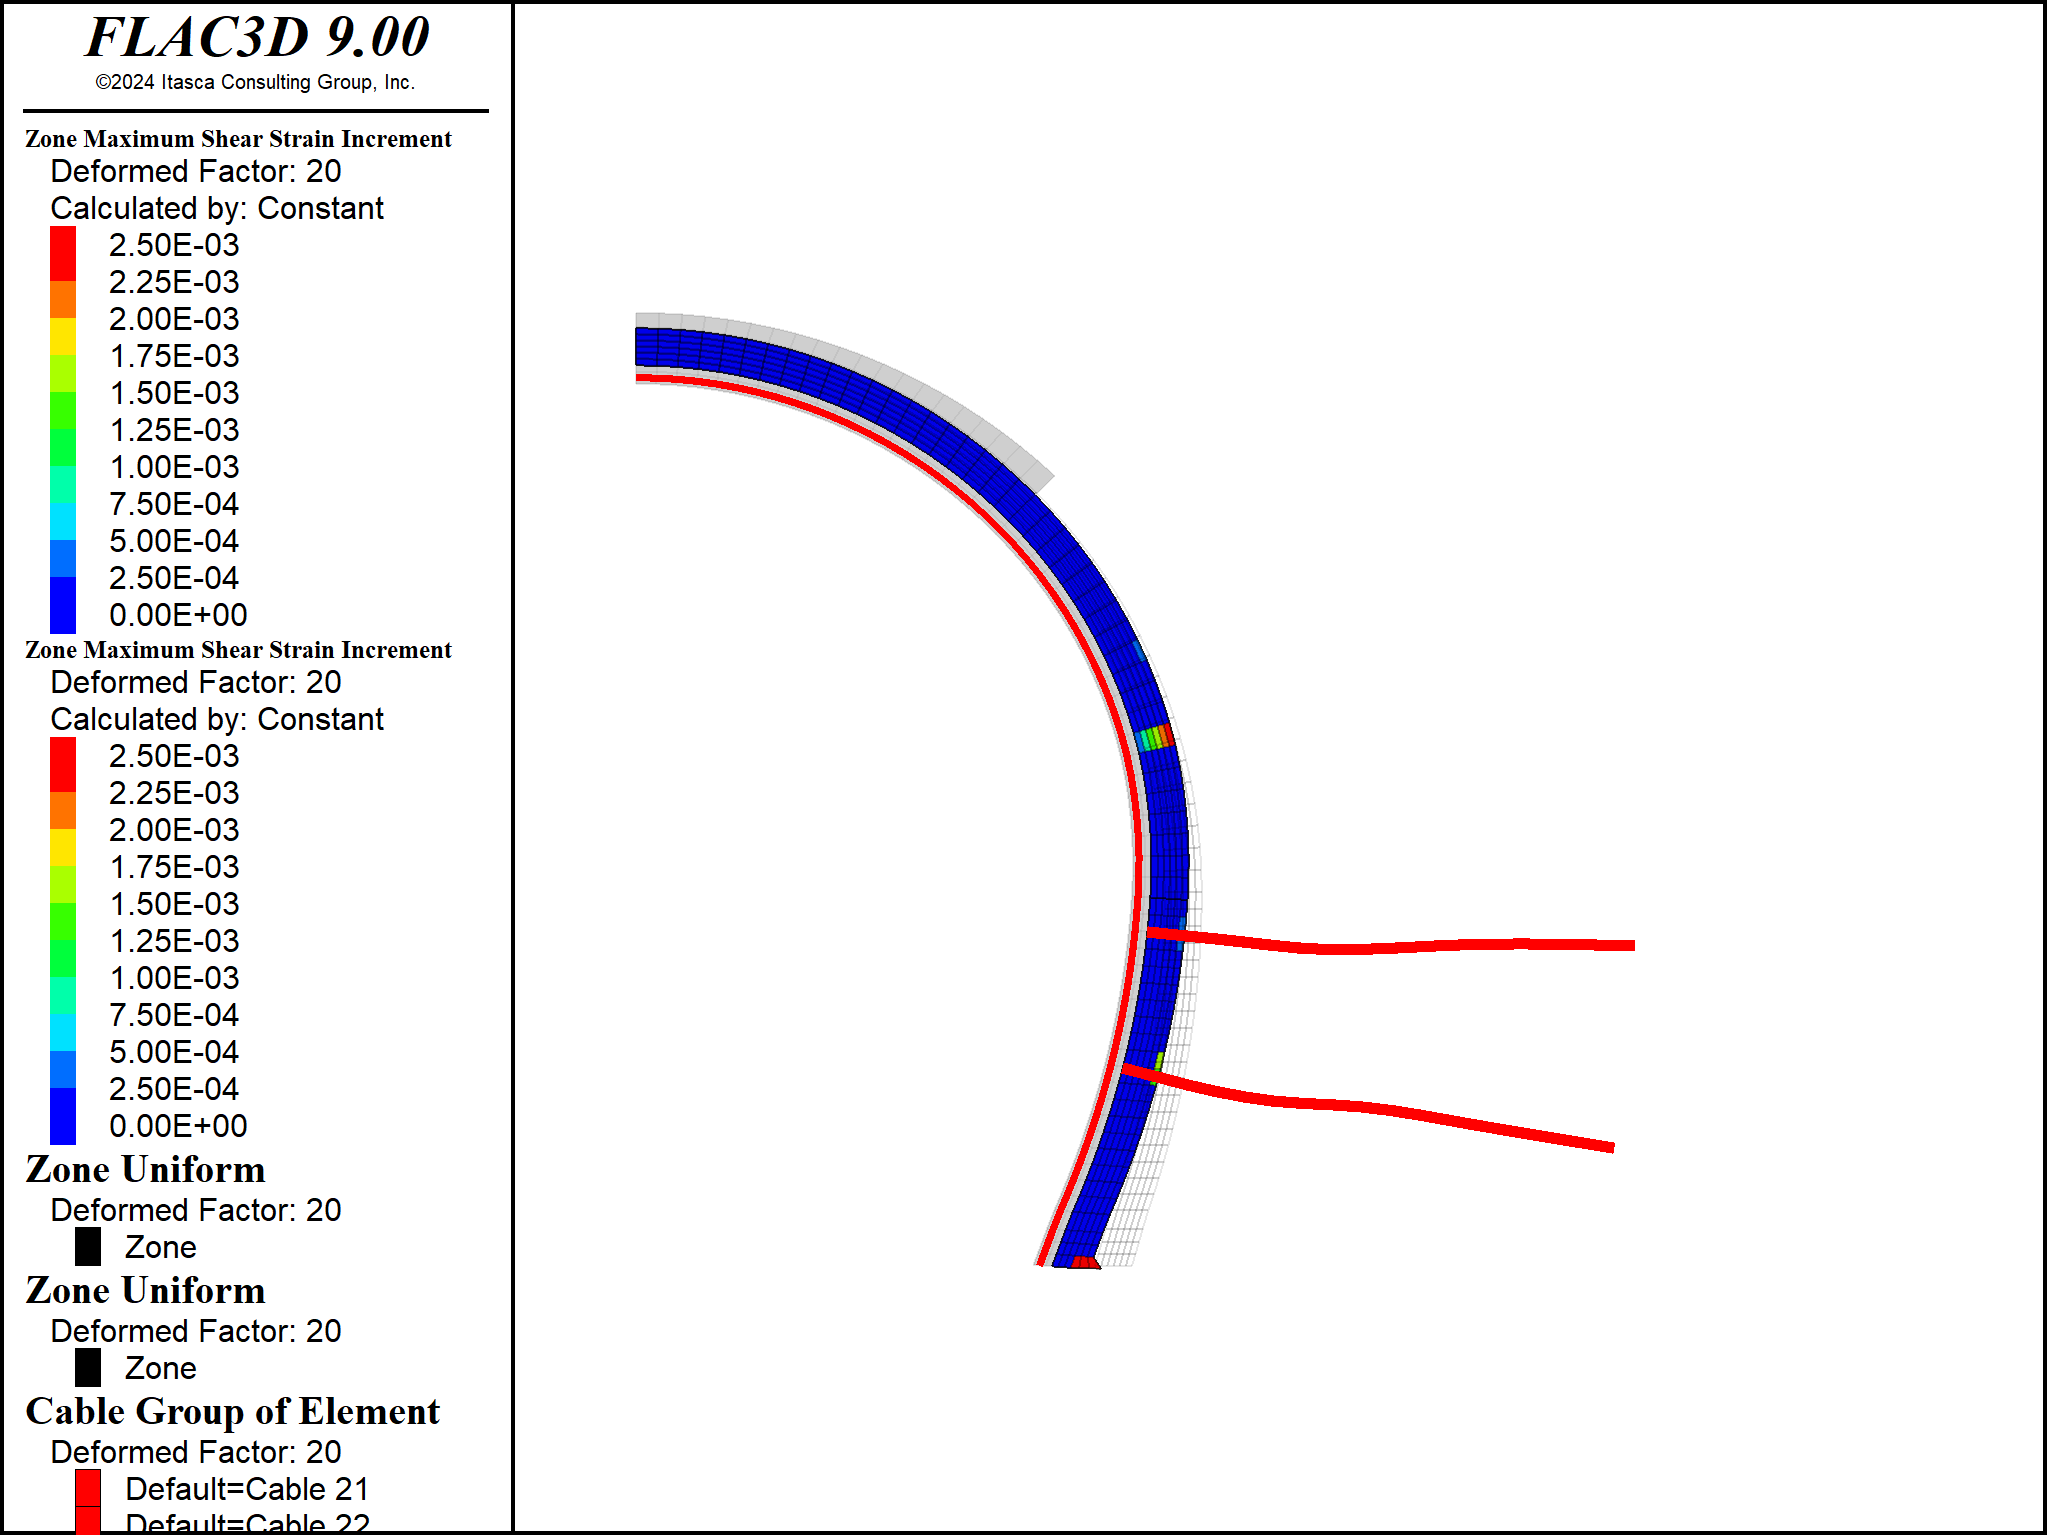 FLAC3D 9.00
©2024 Itasca Consulting Group, Inc.
Zone Maximum Shear Strain Increment
Deformed Factor: 20
Calculated by: Constant
2.50E-03
2.25E-03
2.00E-03
1.75E-03
1.50E-03
1.25E-03
1.00E-03
7.50E-04
5.00E-04
2.50E-04
0.00E+00
Zone Maximum Shear Strain Increment
Deformed Factor: 20
Calculated by: Constant
2.50E-03
2.25E-03
2.00E-03
1.75E-03
1.50E-03
1.25E-03
1.00E-03
7.50E-04
5.00E-04
2.50E-04
0.00E+00
Zone Uniform
Deformed Factor: 20
Zone
Zone Uniform
Deformed Factor: 20
Zone
Cable Group of Element
Deformed Factor: 20
Default=Cable 21
Default=Cable 22